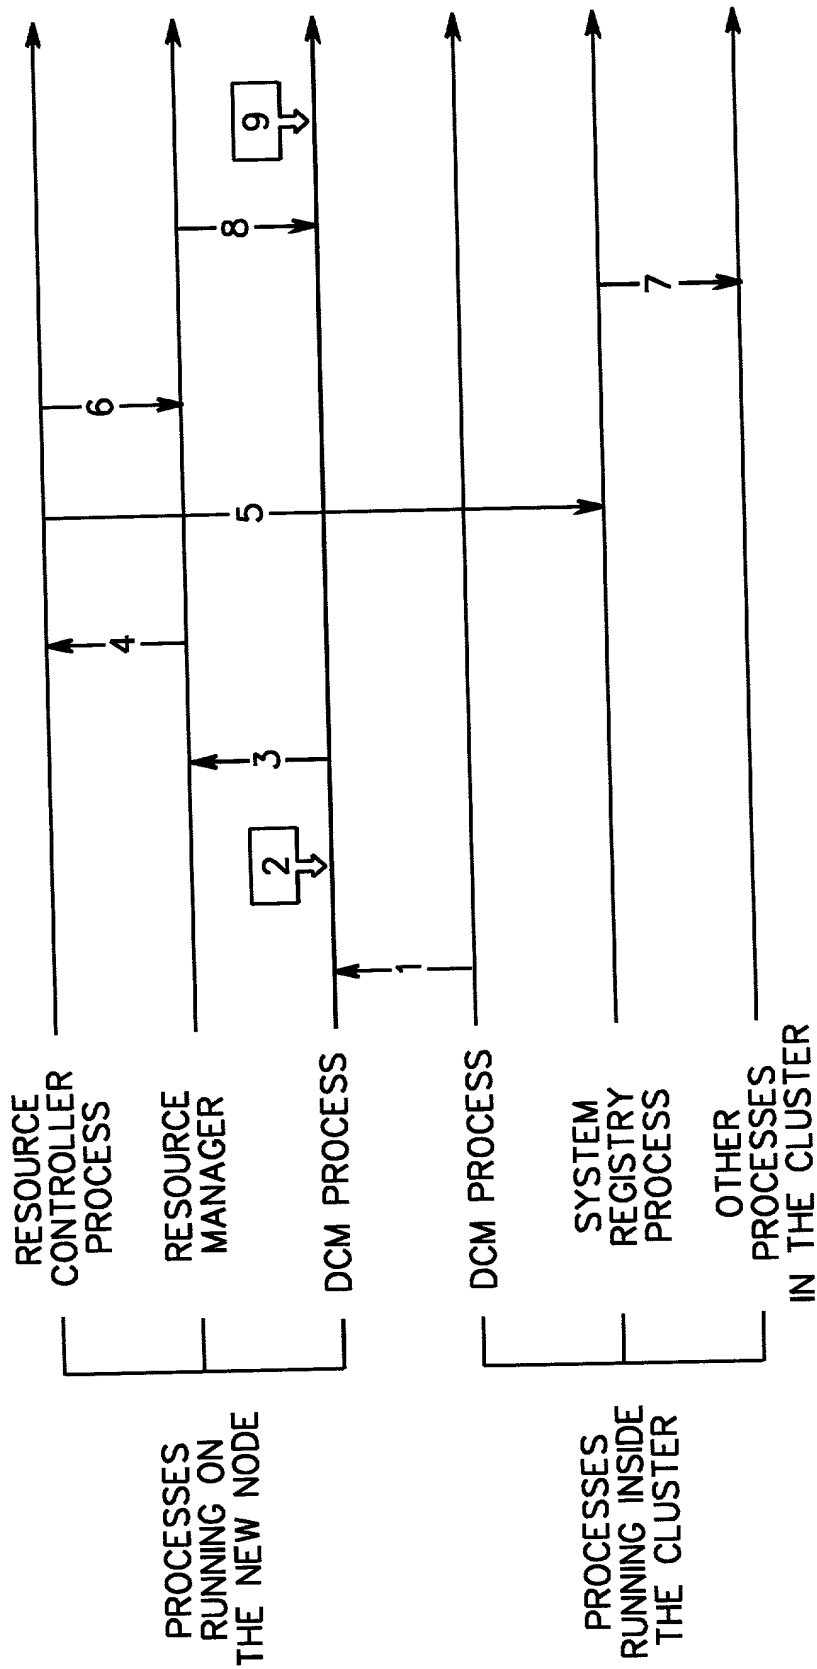 PROCESSES
RUNNING ON
THE NEW NODE
RESOURCE
CONTROLLER
PROCESS
RESOURCE
MANAGER
DCM PROCESS
PROCESSES
RUNNING INSIDE
THE CLUSTER
DCM PROCESS
SYSTEM
REGISTRY
PROCESS
OTHER
PROCESSES
IN THE CLUSTER
1
2
3
4
5
6
7
8
9